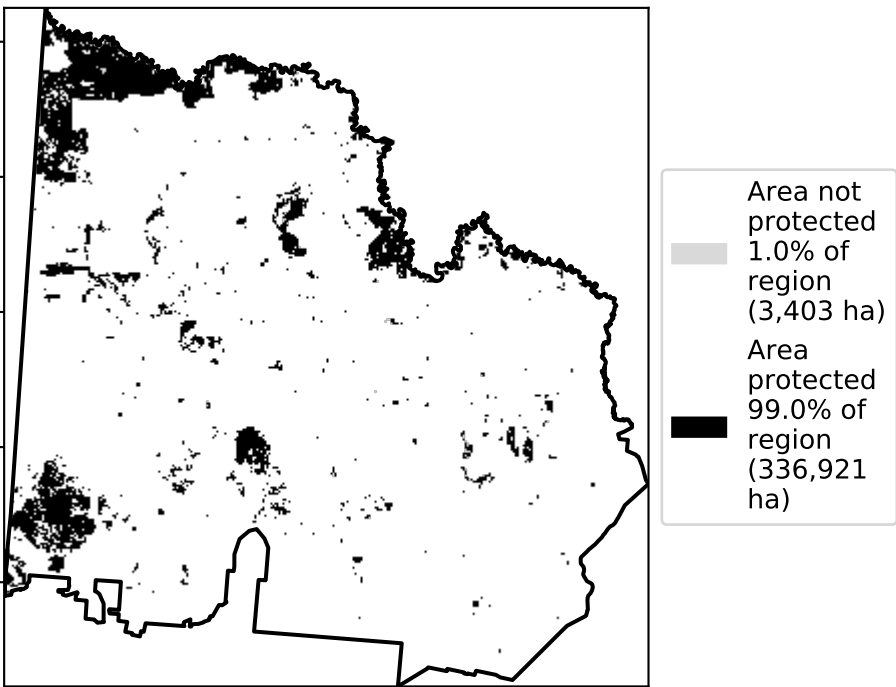 Area not
protected
1.0% of
region
(3,403 ha)
Area
protected
99.0% of
region
(336,921
ha)